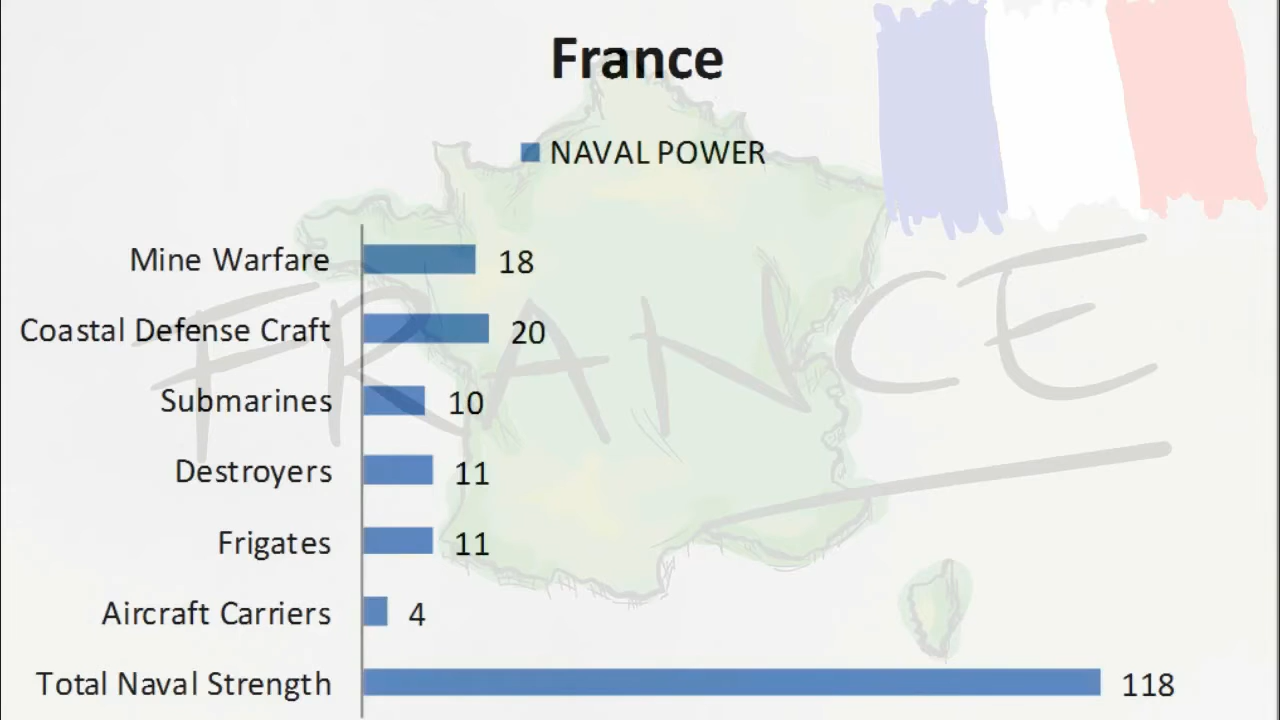 France
NAVAL POWER
Mine Warfare 18
Coastal Defense Craft 20
Submarines 10
Destroyers 11
Frigates 11
Aircraft Carriers 4
Total Naval Strength 118
FRANCE